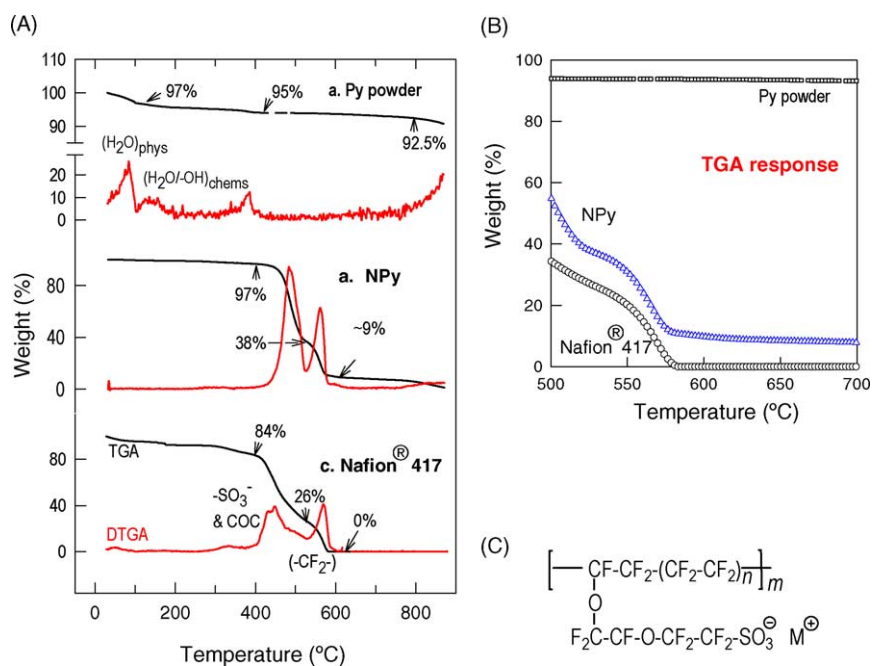 (A)
110
100
90
20
10
0
97%
95%
a. Py powder
92.5%
(H2O)phys
(H2O/-OH)chems
80
40
0
a. NPy
97%
38%
~9%
80
40
0
TGA
84%
c. Nafion® 417
-SO3-
& COC
26%
0%
DTGA
(-CF2-)
Weight (%)
0 200 400 600 800
Temperature (ºC)
(B)
100
80
60
40
20
0
Py powder
TGA response
NPy
Nafion® 417
Weight (%)
500 550 600 650 700
Temperature (ºC)
(C)
[CF-CF2-(CF2-CF2)n]m
O
F2C-CF-O-CF2-CF2-SO3⊖ M⊕